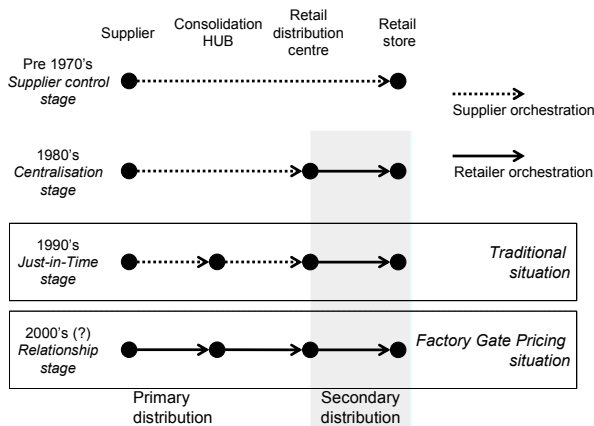 Supplier
Consolidation
HUB
Retail
distribution
centre
Retail
store
Pre 1970's
Supplier control
stage
Supplier orchestration
1980's
Centralisation
stage
Retailer orchestration
1990's
Just-in-Time
stage
Traditional
situation
2000's (?)
Relationship
stage
Factory Gate Pricing
situation
Primary
distribution
Secondary
distribution